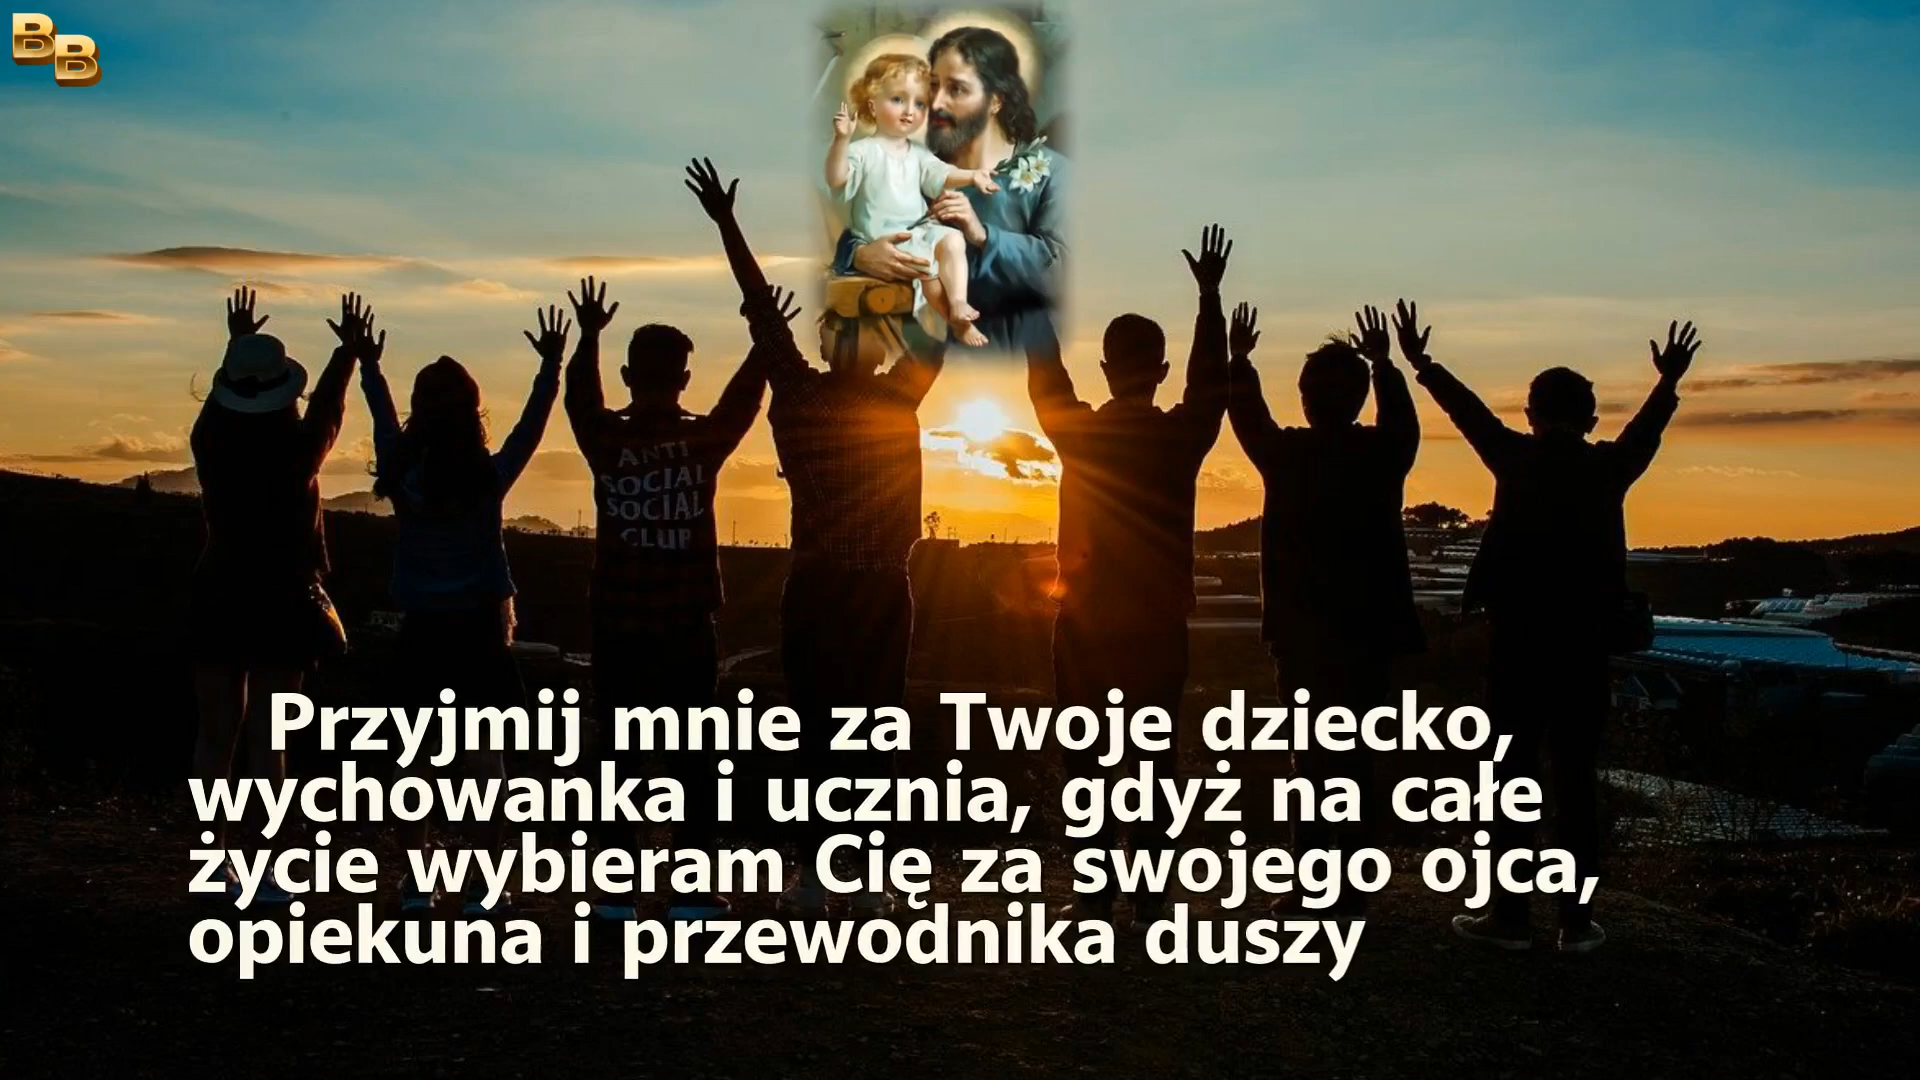 BB
ANTI
SOCIAL
SOCIAL
CLUB
Przyjmij mnie za Twoje dziecko,
wychowanka i ucznia, gdyż na całe
życie wybieram Cię za swojego ojca,
opiekuna i przewodnika duszy